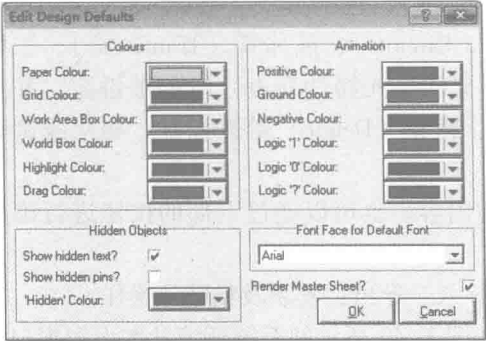 Edit Design Defaults
Colours
Paper Colour:
Grid Colour:
Work Area Box Colour:
World Box Colour:
Highlight Colour:
Drag Colour:
Animation
Positive Colour:
Ground Colour:
Negative Colour:
Logic '1' Colour:
Logic '0' Colour:
Logic '?' Colour:
Hidden Objects
Show hidden text?
Show hidden pins?
'Hidden' Colour:
Font Face for Default Font
Arial
Render Master Sheet?
OK
Cancel